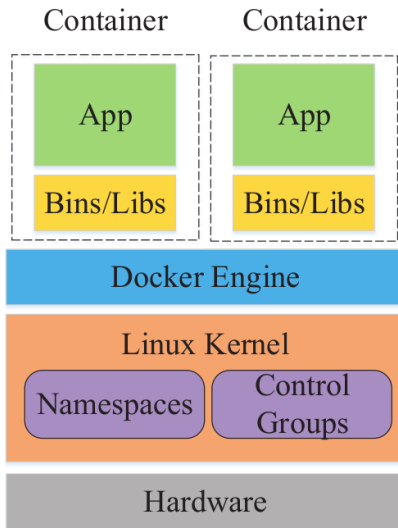 Container Container
App App
Bins/Libs Bins/Libs
Docker Engine
Linux Kernel
Namespaces Control
Groups
Hardware